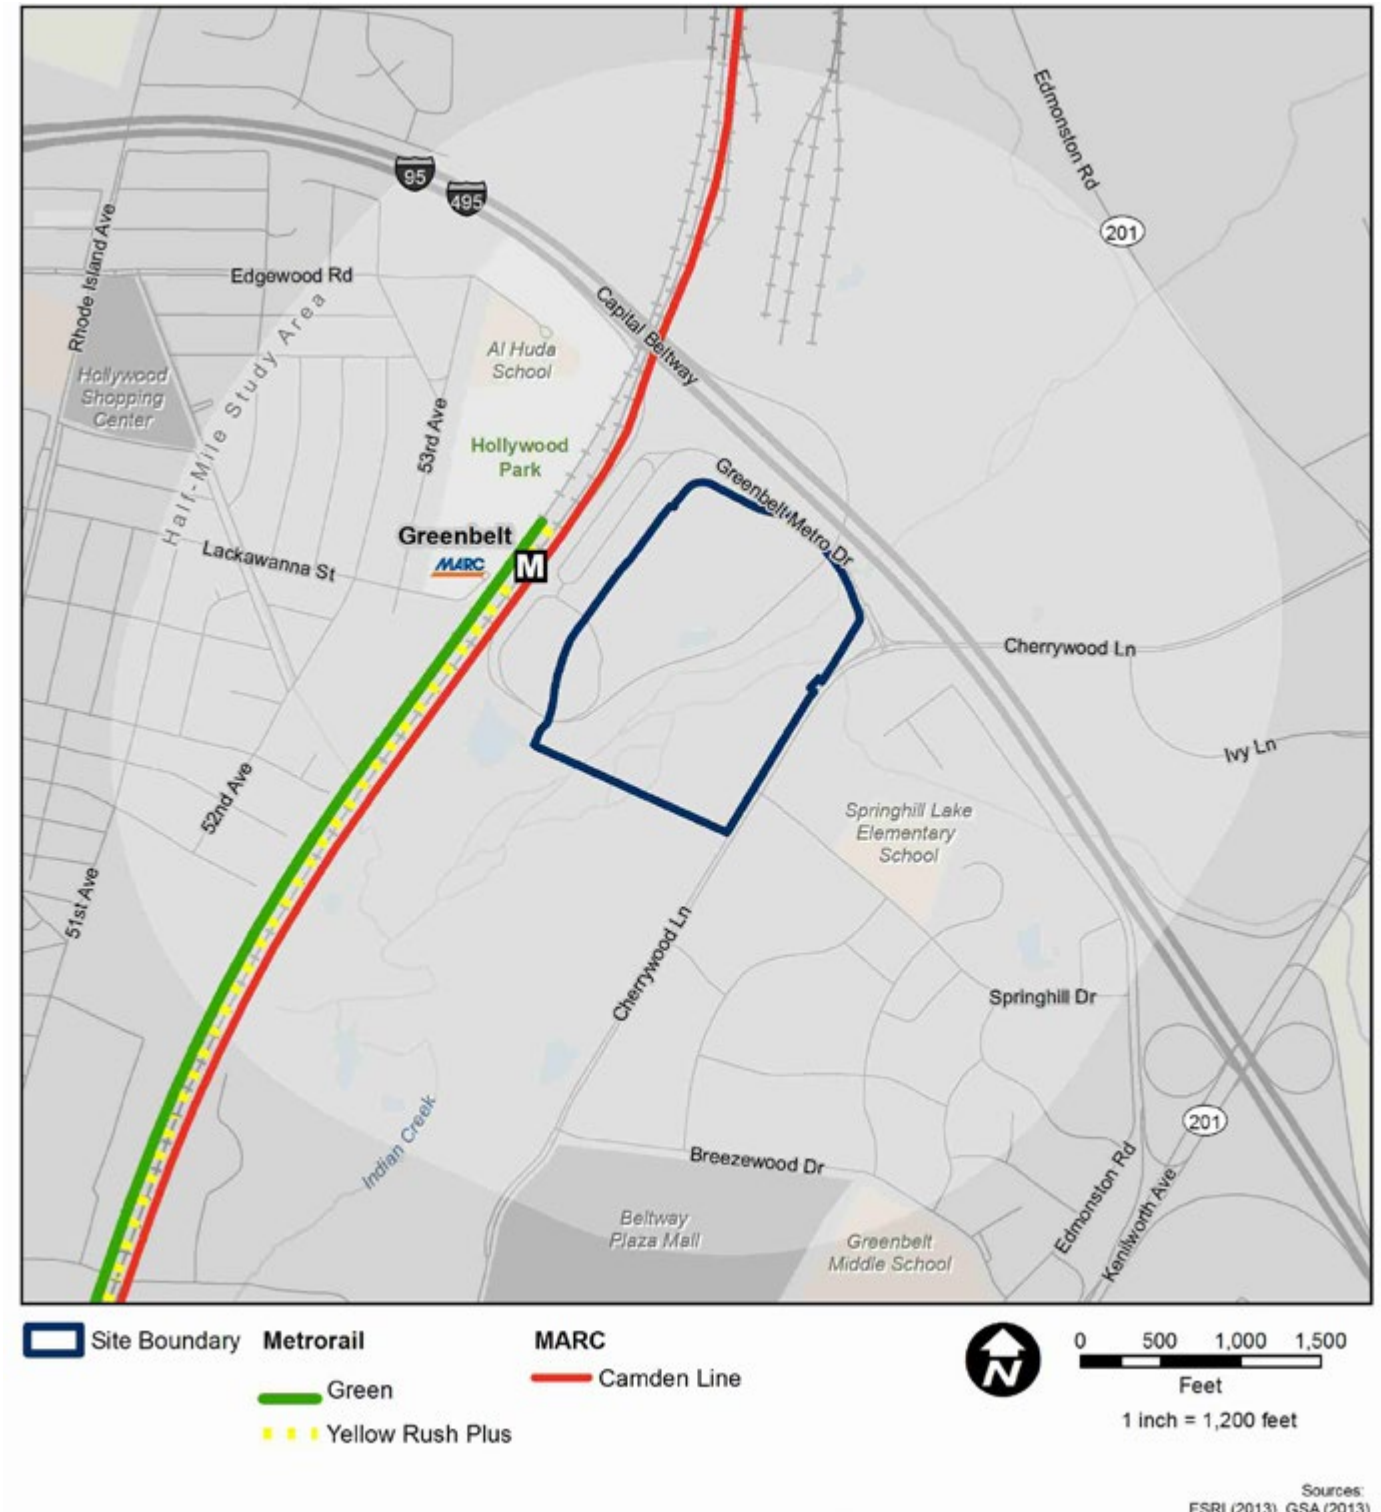 Edmonston Rd
95
495
201
Rhode Island Ave
Edgewood Rd
Capital Beltway
Half-Mile Study Area
Al Huda
School
Hollywood
Shopping
Center
53rd Ave
Hollywood
Park
Greenbelt Metro Dr
Greenbelt
MARC
M
Lackawanna St
Cherrywood Ln
Ivy Ln
52nd Ave
Springhill Lake
Elementary
School
51st Ave
Cherrywood Ln
Springhill Dr
Indian Creek
201
Breezewood Dr
Edmonston Rd
Kenilworth Ave
Beltway
Plaza Mall
Greenbelt
Middle School
Site Boundary
Metrorail
Green
Yellow Rush Plus
MARC
Camden Line
N
0 500 1,000 1,500
Feet
1 inch = 1,200 feet
Sources:
ESRI (2013), GSA (2013)